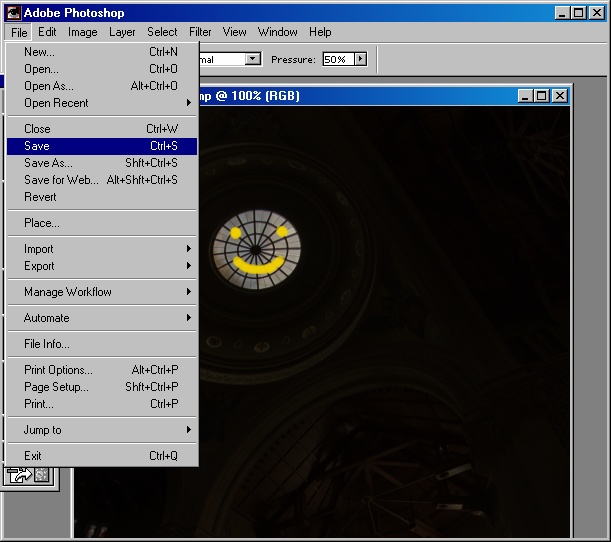 Adobe Photoshop
File Edit Image Layer Select Filter View Window Help
mal Pressure: 50%
mp @ 100% (RGB)
New... Ctrl+N
Open... Ctrl+O
Open As... Alt+Ctrl+O
Open Recent
Close Ctrl+W
Save Ctrl+S
Save As... Shft+Ctrl+S
Save for Web... Alt+Shft+Ctrl+S
Revert
Place...
Import
Export
Manage Workflow
Automate
File Info...
Print Options... Alt+Ctrl+P
Page Setup... Shft+Ctrl+P
Print... Ctrl+P
Jump to
Exit Ctrl+Q